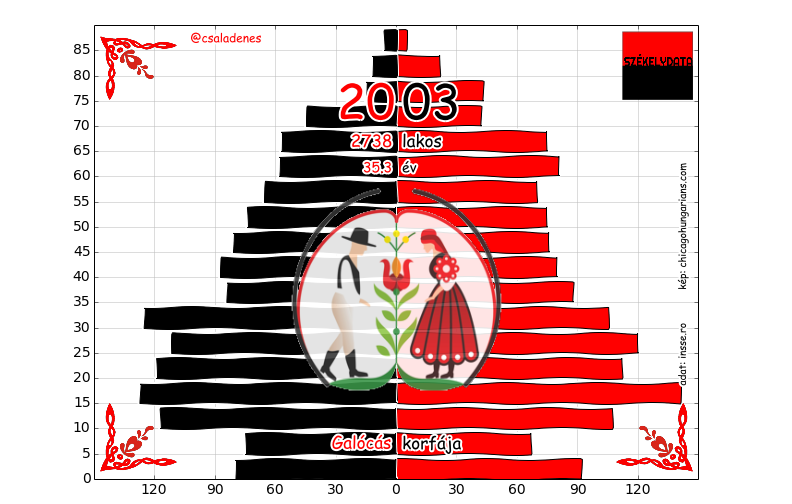 @csaladenes
SZÉKELYDATA
2003
2738 lakos
35.3 év
kép: chicagohungarians.com
adat: insse.ro
Galócás korfája
85
80
75
70
65
60
55
50
45
40
35
30
25
20
15
10
5
0
120 90 60 30 0 30 60 90 120